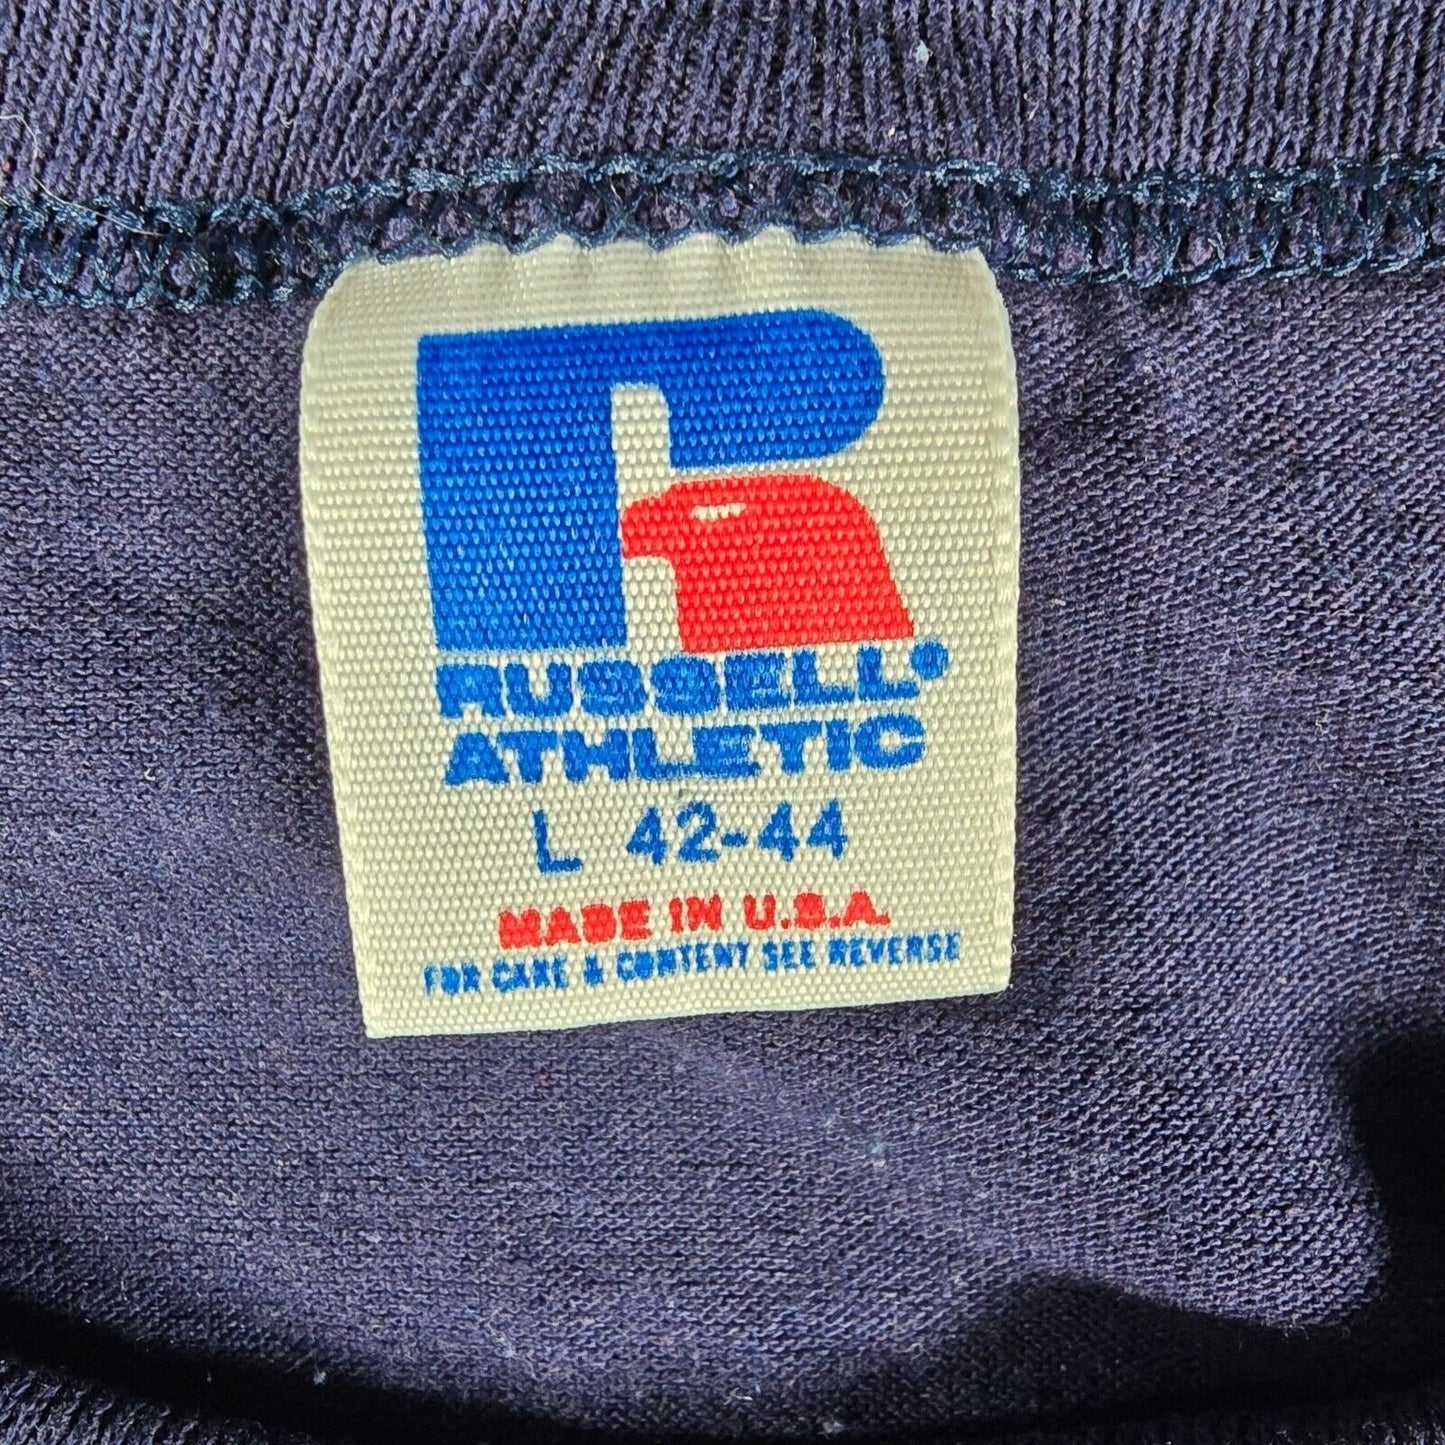 RUSSELL®
ATHLETIC
L 42-44
MADE IN U.S.A.
FOR CARE & CONTENT SEE REVERSE